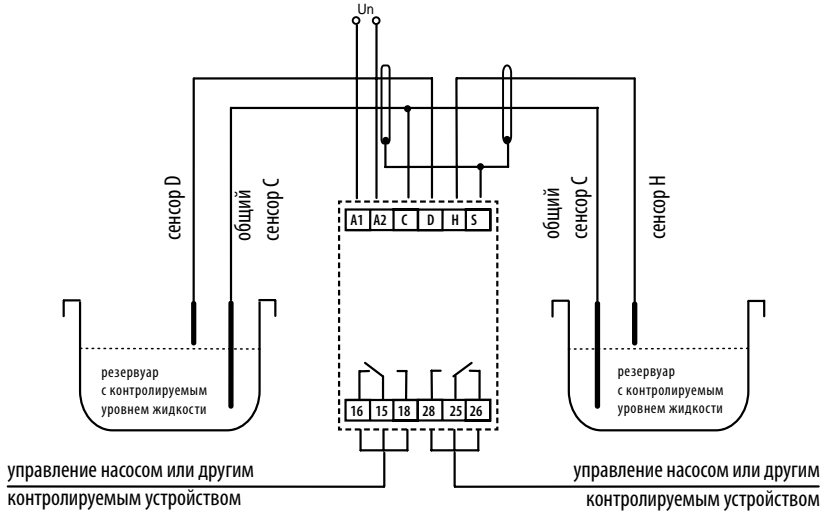 Un
сенсор D
общий
сенсор C
общий
сенсор C
сенсор H
A1 A2 C D H S
резервуар
с контролируемым
уровнем жидкости
резервуар
с контролируемым
уровнем жидкости
16 15 18 28 25 26
управление насосом или другим
контролируемым устройством
управление насосом или другим
контролируемым устройством